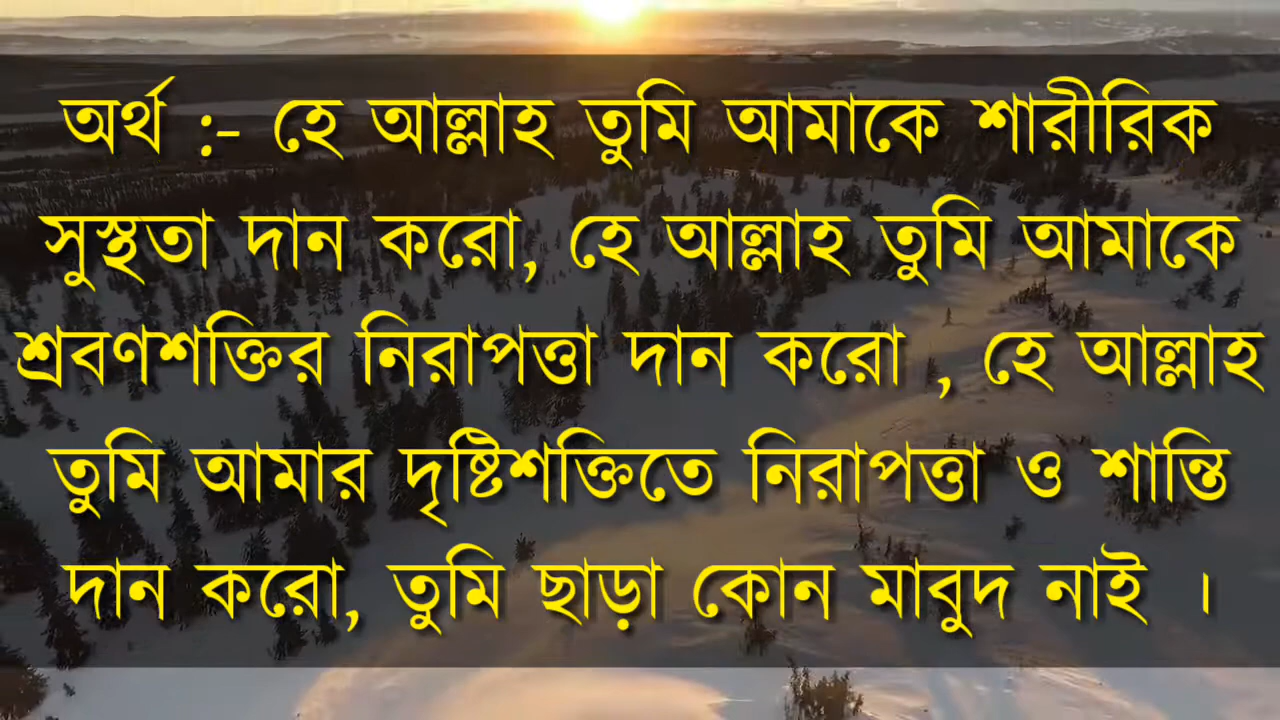 অর্থ :- হে আল্লাহ তুমি আমাকে শারীরিক
সুস্থতা দান করো, হে আল্লাহ তুমি আমাকে
শ্রবণশক্তির নিরাপত্তা দান করো , হে আল্লাহ
তুমি আমার দৃষ্টিশক্তিতে নিরাপত্তা ও শান্তি
দান করো, তুমি ছাড়া কোন মাবুদ নাই ।